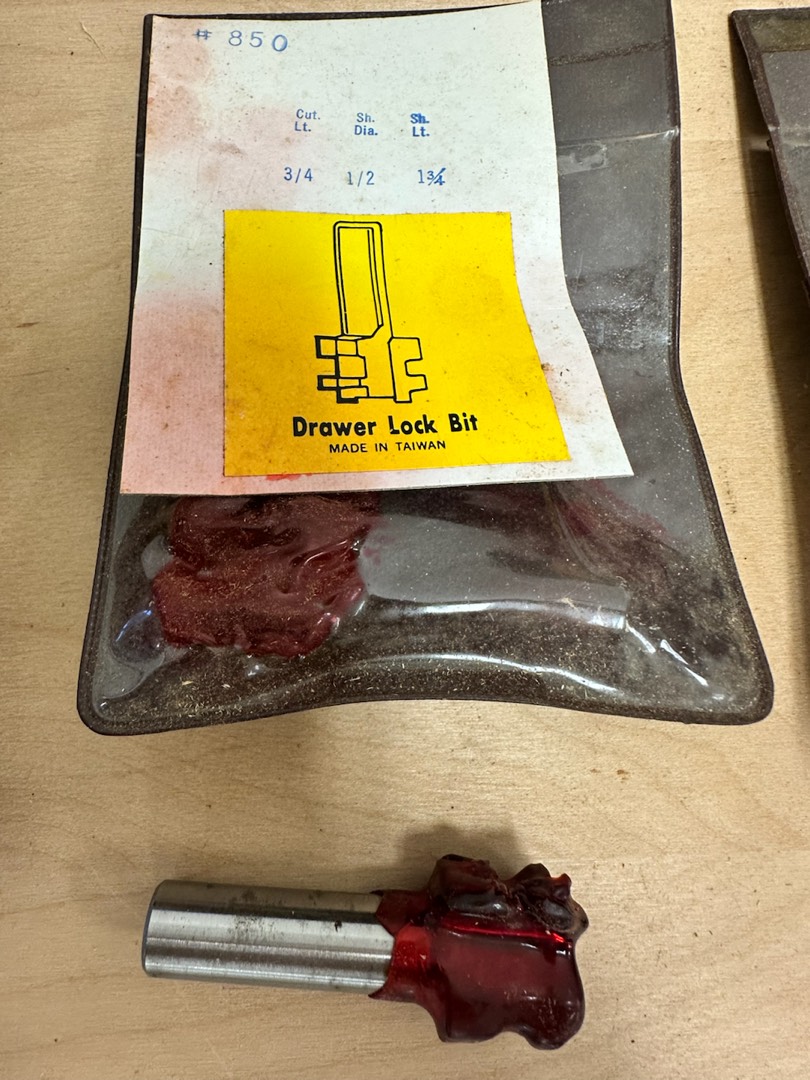 # 850
Cut. Sh. Sh.
Lt. Dia. Lt.
3/4 1/2 1¾
Drawer Lock Bit
MADE IN TAIWAN